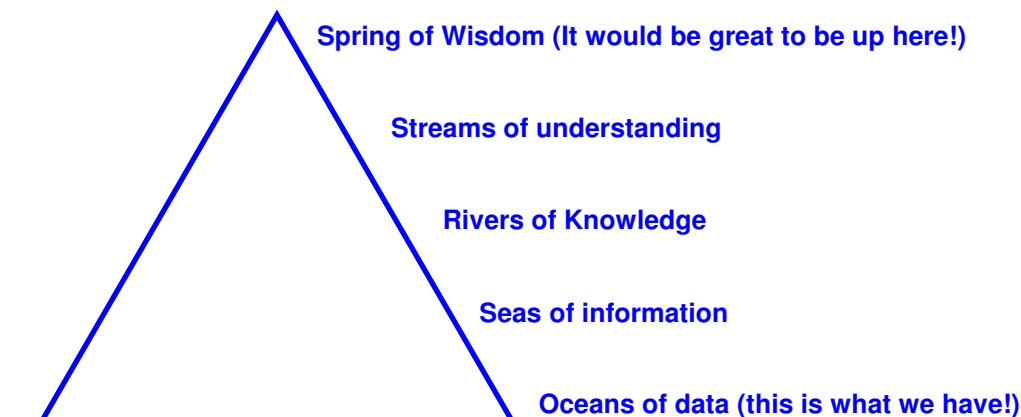 Spring of Wisdom (It would be great to be up here!)
Streams of understanding
Rivers of Knowledge
Seas of information
Oceans of data (this is what we have!)